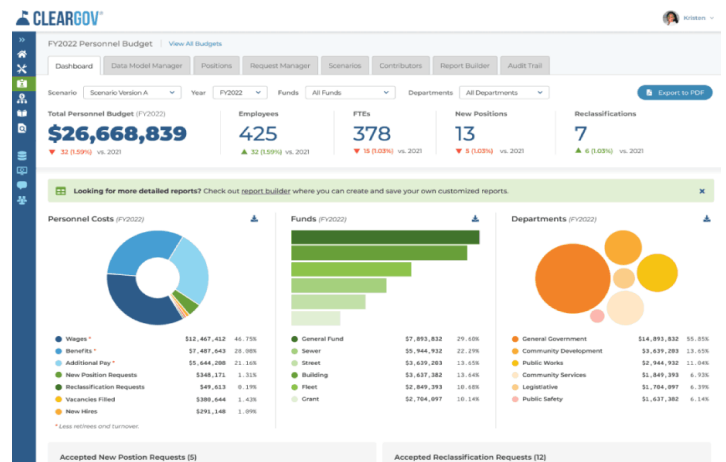 CLEARGOV®
Kristen
FY2022 Personnel Budget | View All Budgets
Dashboard Data Model Manager Positions Request Manager Scenarios Contributors Report Builder Audit Trail
Scenario Scenario Version A Year FY2022 Funds All Funds Departments All Departments Export to PDF
Total Personnel Budget (FY2022) Employees FTEs New Positions Reclassifications
$26,668,839 425 378 13 7
32 (1.59%) vs. 2021 32 (1.59%) vs. 2021 15 (1.03%) vs. 2021 5 (1.03%) vs. 2021 6 (1.03%) vs. 2021
Looking for more detailed reports? Check out report builder where you can create and save your own customized reports. ×
Personnel Costs (FY2022) Funds (FY2022) Departments (FY2022)
Wages * $12,467,412 46.75% General Fund $7,893,832 29.60% General Government $14,893,832 55.85%
Benefits * $7,487,643 28.08% Sewer $5,944,932 22.29% Community Development $3,639,283 13.65%
Additional Pay * $5,644,208 21.16% Street $3,639,283 13.65% Public Works $2,944,932 11.04%
New Position Requests $348,171 1.31% Building $3,637,382 13.64% Community Services $1,849,393 6.93%
Reclassification Requests $49,613 0.19% Fleet $2,849,393 10.68% Legislative $1,704,097 6.39%
Vacancies Filled $380,644 1.43% Grant $2,704,097 10.14% Public Safety $1,637,382 6.14%
New Hires $291,148 1.09%
* Less retirees and turnover.
Accepted New Postion Requests (5) Accepted Reclassification Requests (12)